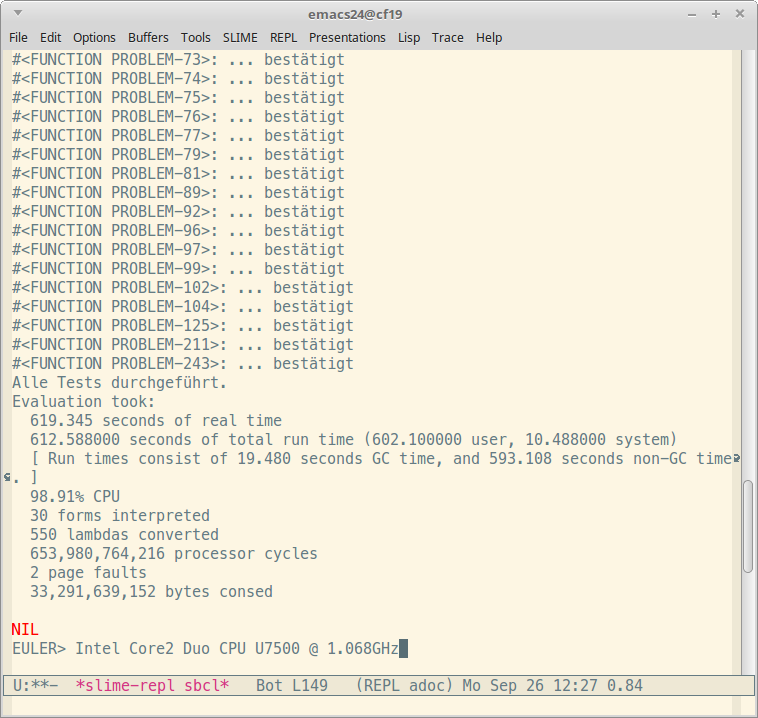 emacs24@cf19
File Edit Options Buffers Tools SLIME REPL Presentations Lisp Trace Help
#<FUNCTION PROBLEM-73>: ... bestätigt
#<FUNCTION PROBLEM-74>: ... bestätigt
#<FUNCTION PROBLEM-75>: ... bestätigt
#<FUNCTION PROBLEM-76>: ... bestätigt
#<FUNCTION PROBLEM-77>: ... bestätigt
#<FUNCTION PROBLEM-79>: ... bestätigt
#<FUNCTION PROBLEM-81>: ... bestätigt
#<FUNCTION PROBLEM-89>: ... bestätigt
#<FUNCTION PROBLEM-92>: ... bestätigt
#<FUNCTION PROBLEM-96>: ... bestätigt
#<FUNCTION PROBLEM-97>: ... bestätigt
#<FUNCTION PROBLEM-99>: ... bestätigt
#<FUNCTION PROBLEM-102>: ... bestätigt
#<FUNCTION PROBLEM-104>: ... bestätigt
#<FUNCTION PROBLEM-125>: ... bestätigt
#<FUNCTION PROBLEM-211>: ... bestätigt
#<FUNCTION PROBLEM-243>: ... bestätigt
Alle Tests durchgeführt.
Evaluation took:
  619.345 seconds of real time
  612.588000 seconds of total run time (602.100000 user, 10.488000 system)
  [ Run times consist of 19.480 seconds GC time, and 593.108 seconds non-GC time
. ]
  98.91% CPU
  30 forms interpreted
  550 lambdas converted
  653,980,764,216 processor cycles
  2 page faults
  33,291,639,152 bytes consed
NIL
EULER> Intel Core2 Duo CPU U7500 @ 1.068GHz
U:**-  *slime-repl sbcl*   Bot L149   (REPL adoc) Mo Sep 26 12:27 0.84